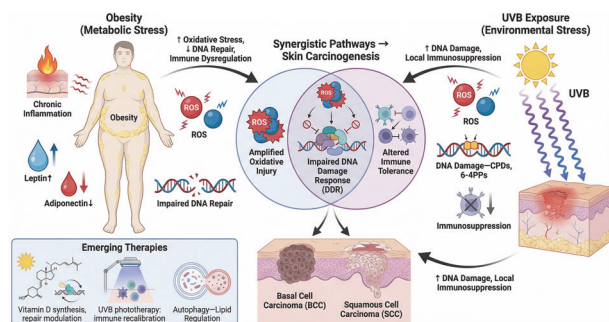 Obesity
(Metabolic Stress)
↑ Oxidative Stress,
↓ DNA Repair,
Immune Dysregulation
Synergistic Pathways →
Skin Carcinogenesis
↑ DNA Damage,
Local Immunosuppression
UVB Exposure
(Environmental Stress)
Chronic
Inflammation
Obesity
ROS
ROS
Leptin↑
Adiponectin↓
Impaired DNA Repair
ROS
ROS
ROS
Amplified
Oxidative
Injury
Impaired DNA
Damage
Response (DDR)
Altered
Immune
Tolerance
ROS
ROS
UVB
DNA Damage–CPDs,
6-4PPs
Immunosuppression
↑ DNA Damage, Local
Immunosuppression
Basal Cell
Carcinoma (BCC)
Squamous Cell
Carcinoma (SCC)
Emerging Therapies
Vitamin D synthesis,
repair modulation
UVB phototherapy:
immune recalibration
Autophagy—Lipid
Regulation